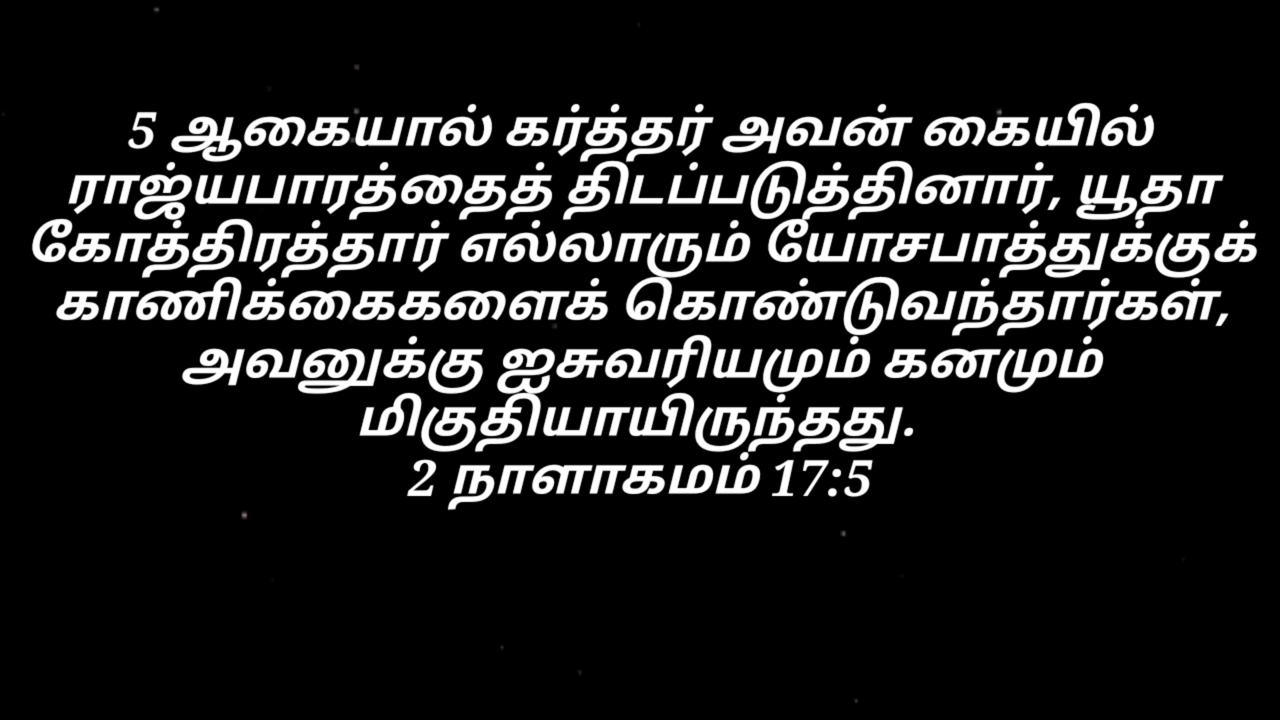 5 ஆகையால் கர்த்தர் அவன் கையில்
ராஜ்யபாரத்தைத் திடப்படுத்தினார், யூதா
கோத்திரத்தார் எல்லாரும் யோசபாத்துக்குக்
காணிக்கைகளைக் கொண்டுவந்தார்கள்,
அவனுக்கு ஐசுவரியமும் கனமும்
மிகுதியாயிருந்தது.
2 நாளாகமம் 17:5